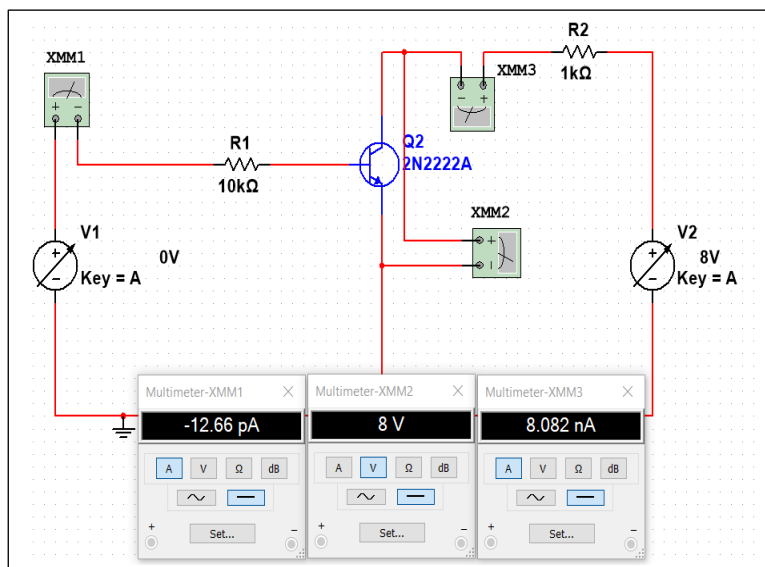 R2
XMM1
XMM3
1kΩ
+ -
- +
R1
Q2
2N2222A
10kΩ
XMM2
V1
V2
+
0V
+
8V
-
-
Key = A
Key = A
Multimeter-XMM1
Multimeter-XMM2
Multimeter-XMM3
-12.66 pA
8 V
8.082 nA
A V Ω dB
A V Ω dB
A V Ω dB
+ Set... -
+ Set... -
+ Set... -